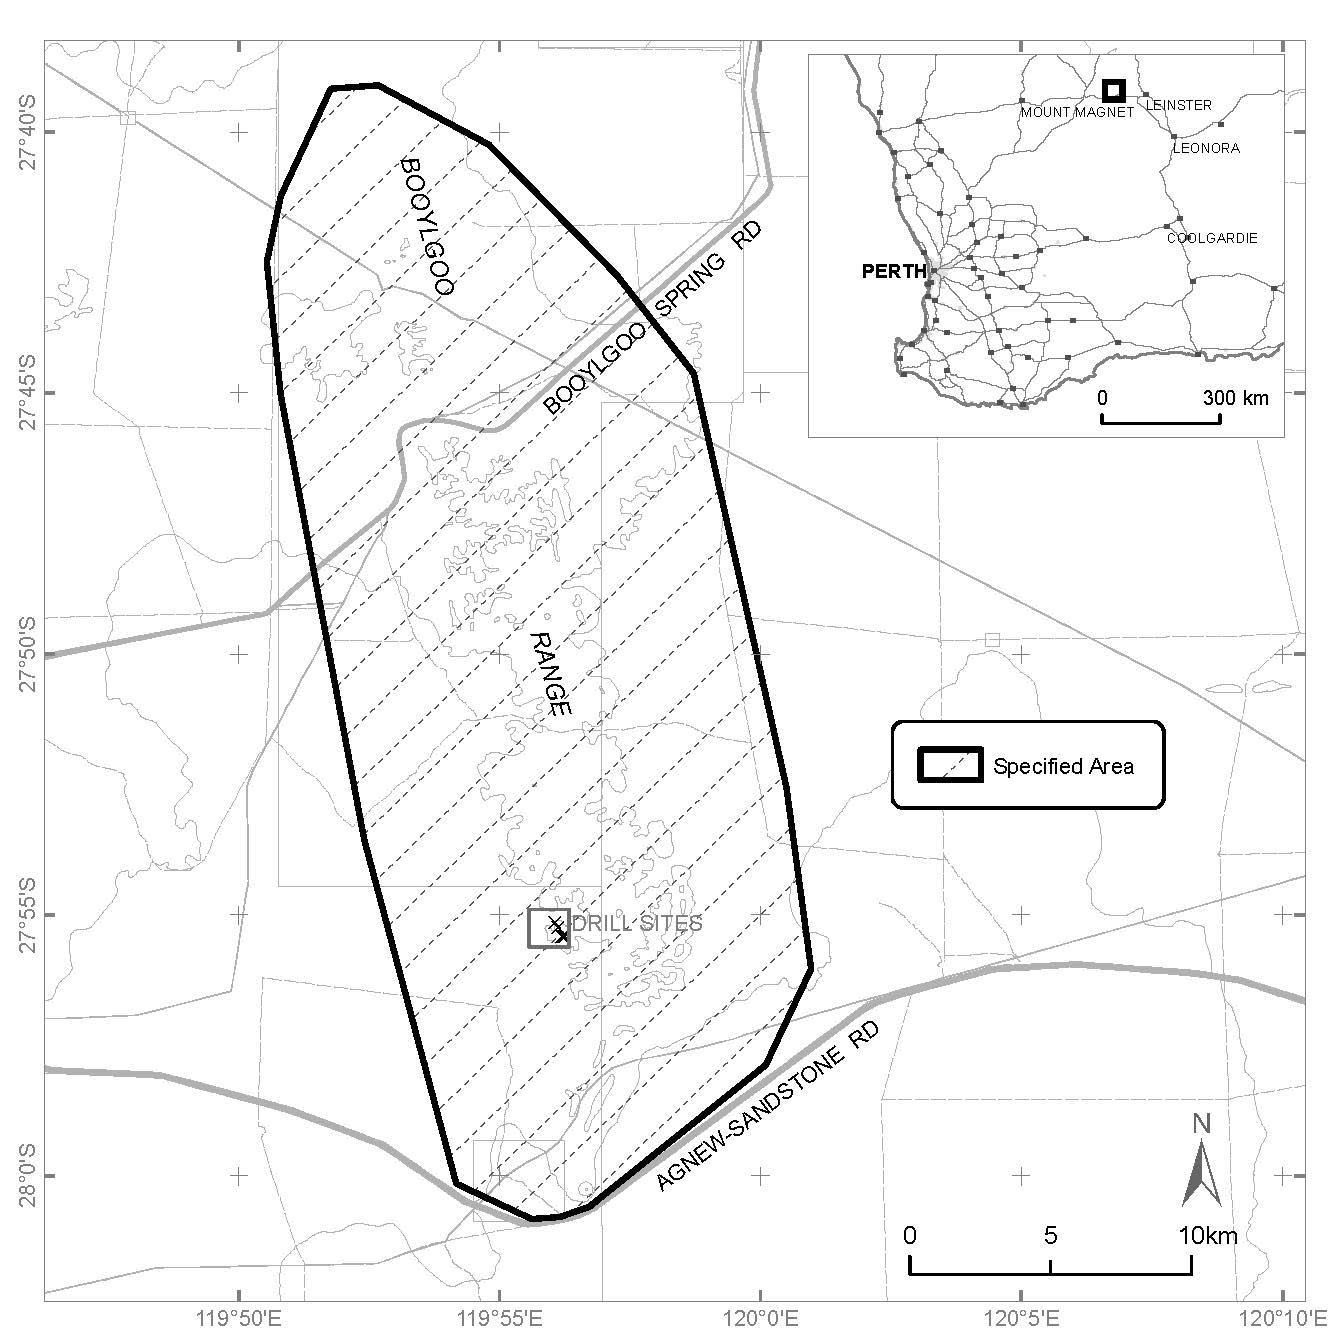 MOUNT MAGNET
LEINSTER
LEONORA
COOLGARDIE
PERTH
0 300 km
27°40'S
27°45'S
27°50'S
27°55'S
28°0'S
BOOYLGOO
BOOYLGOO SPRING RD
RANGE
Specified Area
DRILL SITES
AGNEW-SANDSTONE RD
N
0 5 10km
119°50'E 119°55'E 120°0'E 120°5'E 120°10'E